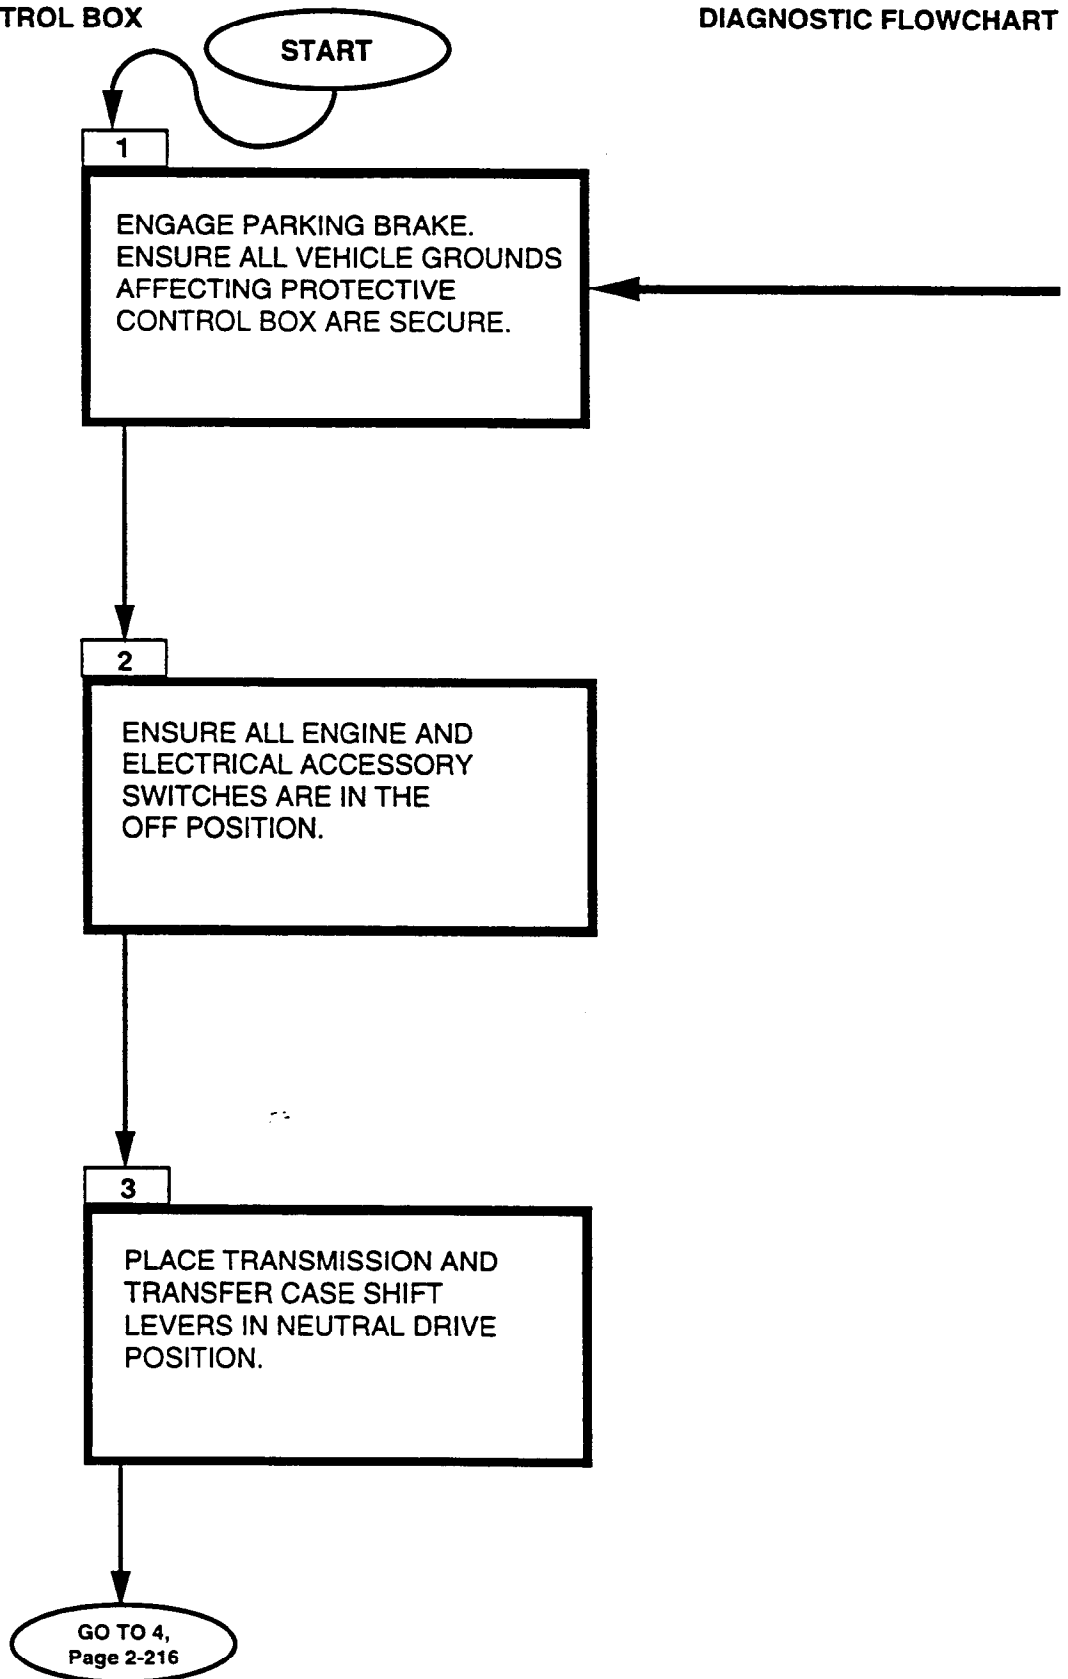 TROL BOX
DIAGNOSTIC FLOWCHART
START
1
ENGAGE PARKING BRAKE.
ENSURE ALL VEHICLE GROUNDS
AFFECTING PROTECTIVE
CONTROL BOX ARE SECURE.
2
ENSURE ALL ENGINE AND
ELECTRICAL ACCESSORY
SWITCHES ARE IN THE
OFF POSITION.
3
PLACE TRANSMISSION AND
TRANSFER CASE SHIFT
LEVERS IN NEUTRAL DRIVE
POSITION.
GO TO 4,
Page 2-216